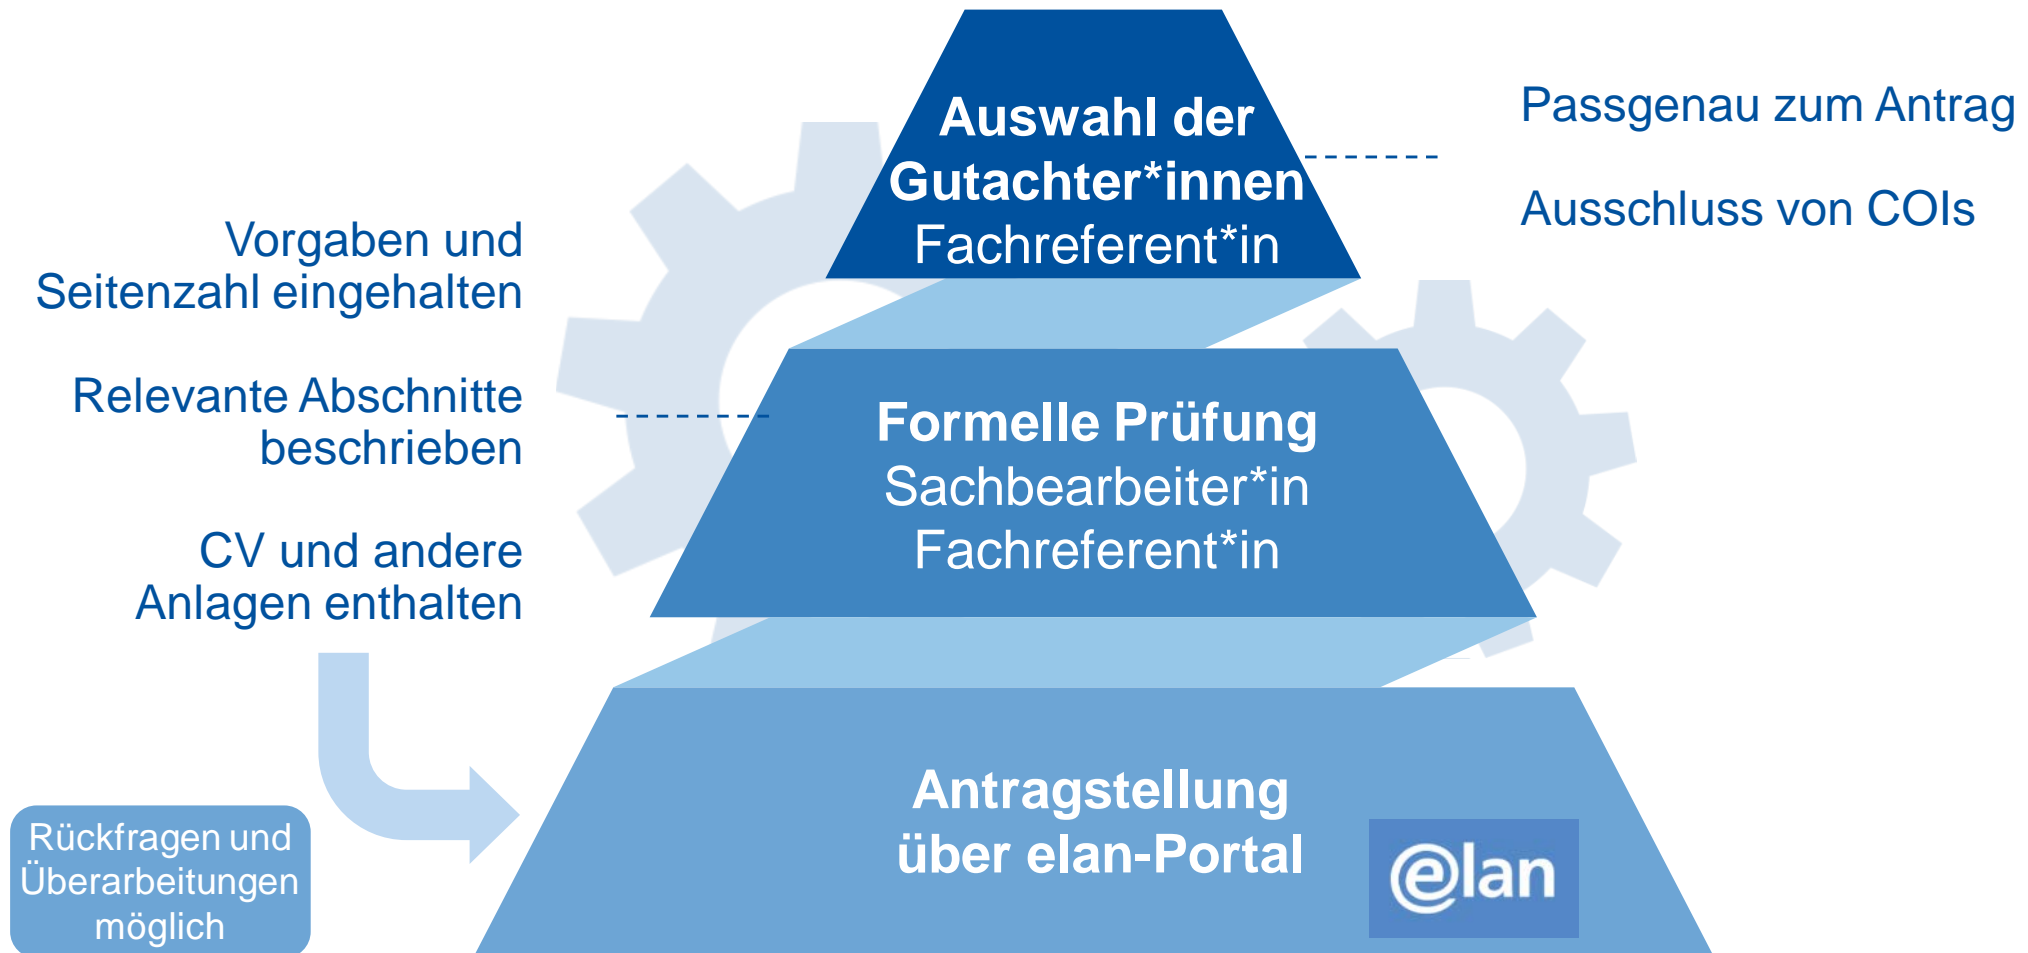 Auswahl der
Gutachter*innen
Fachreferent*in
Passgenau zum Antrag
Ausschluss von COIs
Vorgaben und
Seitenzahl eingehalten
Relevante Abschnitte
beschrieben
CV und andere
Anlagen enthalten
Formelle Prüfung
Sachbearbeiter*in
Fachreferent*in
Rückfragen und
Überarbeitungen
möglich
Antragstellung
über elan-Portal
@lan